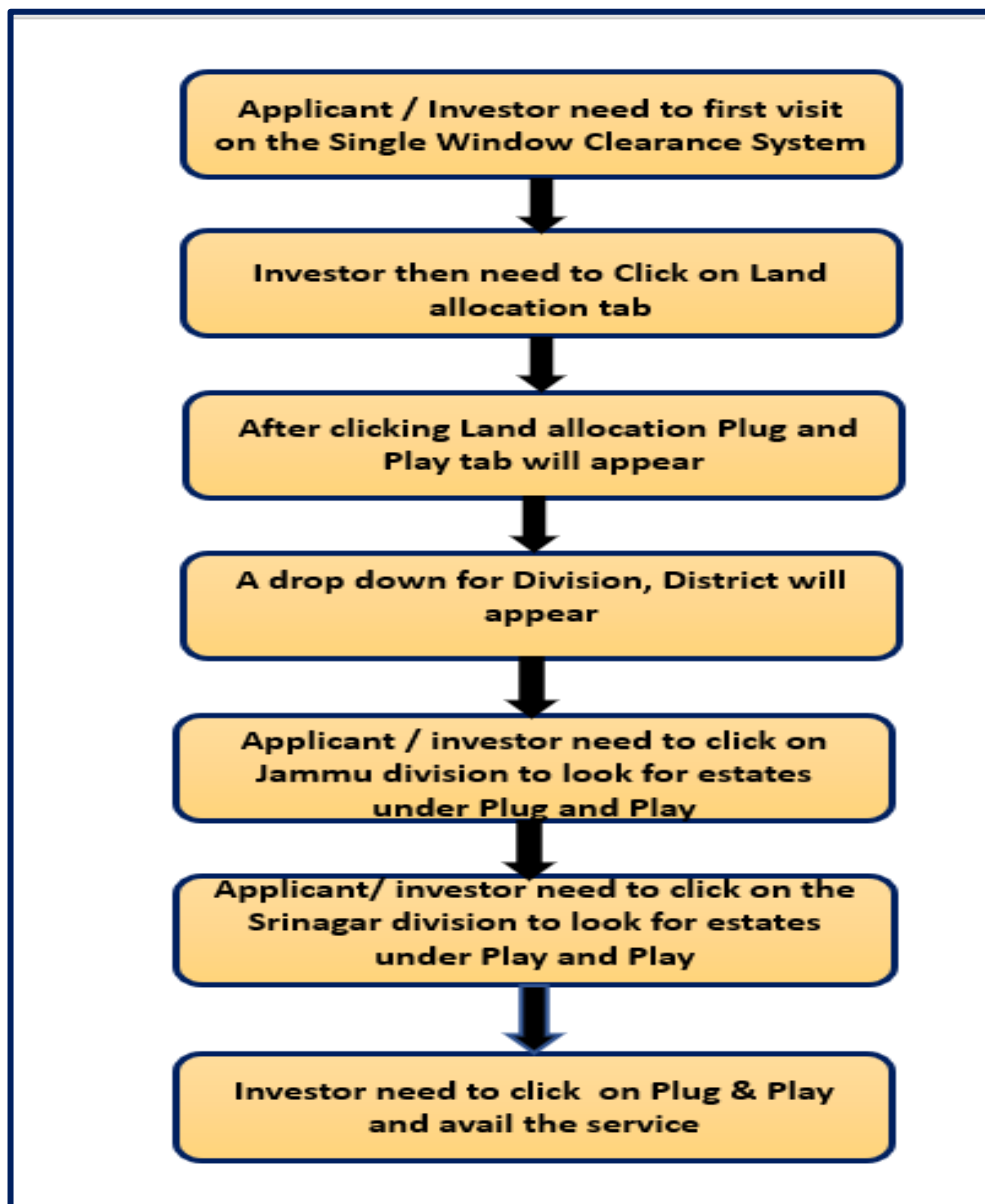 Applicant / Investor need to first visit
on the Single Window Clearance System
Investor then need to Click on Land
allocation tab
After clicking Land allocation Plug and
Play tab will appear
A drop down for Division, District will
appear
Applicant / investor need to click on
Jammu division to look for estates
under Plug and Play
Applicant/ investor need to click on the
Srinagar division to look for estates
under Play and Play
Investor need to click on Plug & Play
and avail the service